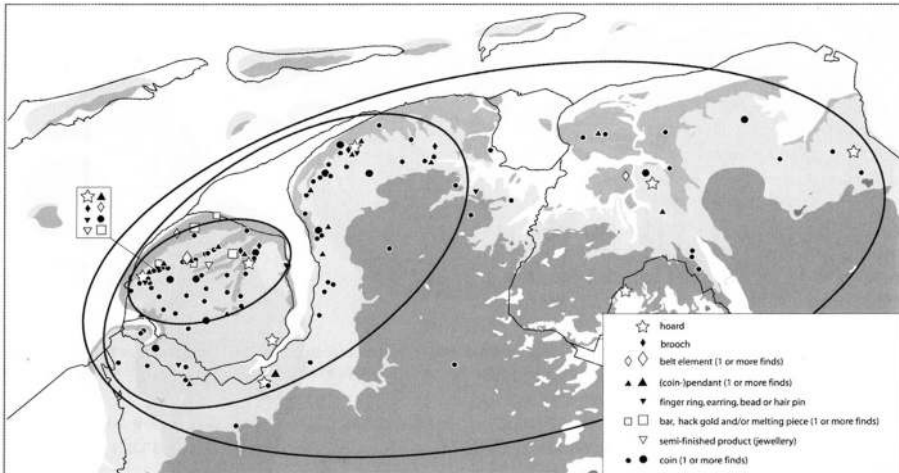 hoard
brooch
belt element (1 or more finds)
(coin-)pendant (1 or more finds)
finger ring, earring, bead or hair pin
bar, hack gold and/or melting piece (1 or more finds)
semi-finished product (jewellery)
coin (1 or more finds)